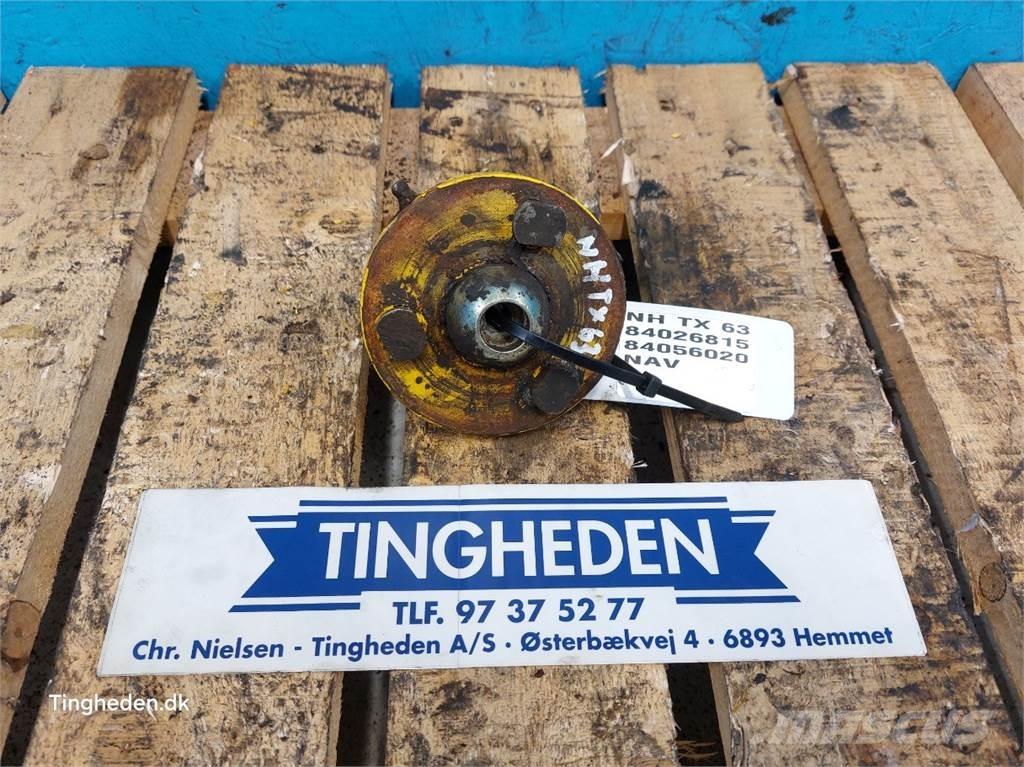 NH TX 63
NH TX 63
84026815
84056020
NAV
TINGHEDEN
TLF. 97 37 52 77
Chr. Nielsen - Tingheden A/S · Østerbækvej 4 · 6893 Hemmet
Tingheden.dk
MASCUS